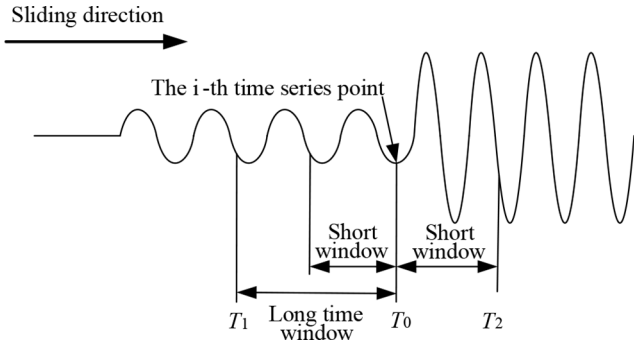 Sliding direction
The i-th time series point
Short
window
Short
window
T1
Long time
window
T0
T2